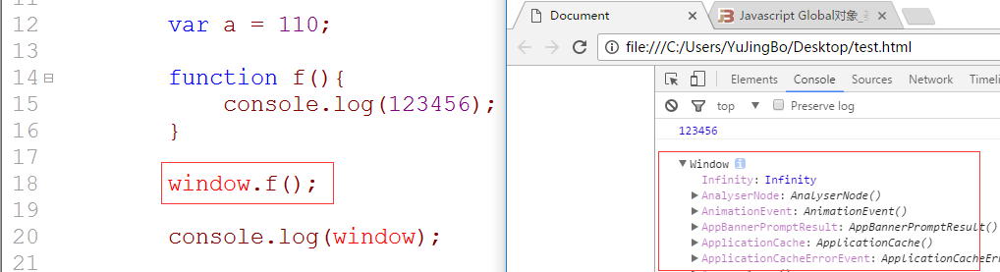 11
12 var a = 110;
13
14 function f(){
15 console.log(123456);
16 }
17
18 window.f();
19
20 console.log(window);
21
Document
Javascript Global对象_
file:///C:/Users/YuJingBo/Desktop/test.html
Elements Console Sources Network Timeli
top Preserve log
123456
Window
Infinity: Infinity
AnalyserNode: AnalyserNode()
AnimationEvent: AnimationEvent()
AppBannerPromptResult: AppBannerPromptResult()
ApplicationCache: ApplicationCache()
ApplicationCacheErrorEvent: ApplicationCacheEr